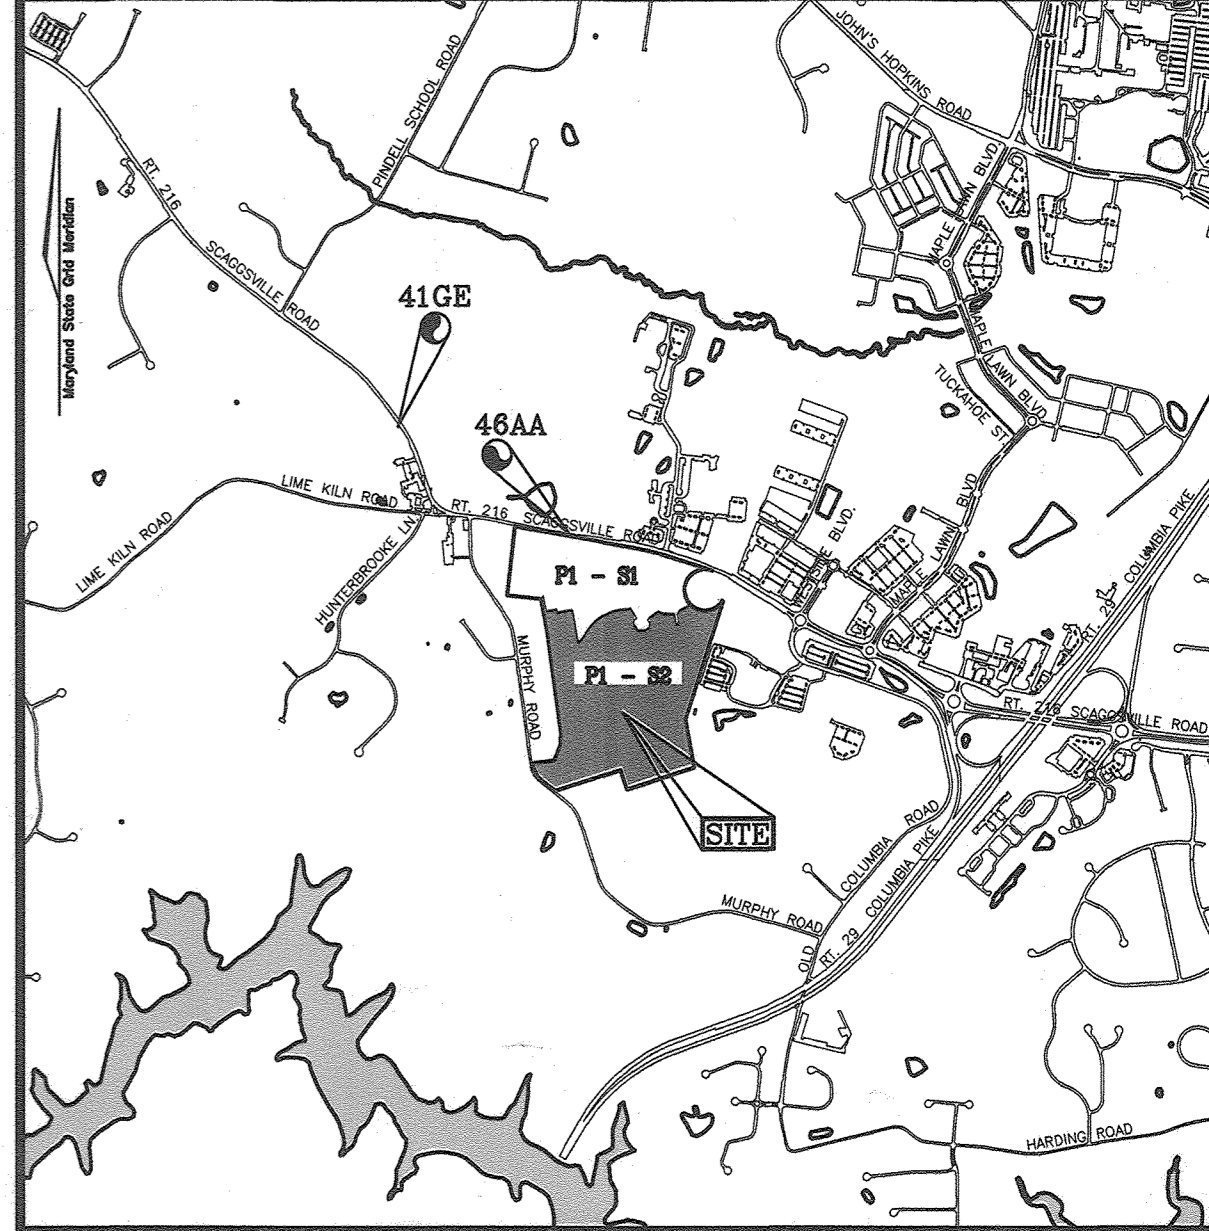 JOHN'S HOPKINS ROAD
PINDELL SCHOOL ROAD
MAPLE LAWN BLVD.
RT. 216
Maryland State Grid Meridian
SCAGGSVILLE ROAD
41GE
MAPLE LAWN BLVD.
TUCKAHOE ST.
46AA
LIME KILN ROAD
RT. 216 SCAGGSVILLE ROAD
BLVD.
MAPLE LAWN BLVD
COLUMBIA PIKE
LIME KILN ROAD
HUNTERBROOKE LN.
P1 - S1
RT. 29
MURPHY ROAD
P1 - S2
RT. 216 SCAGGSVILLE ROAD
SITE
OLD COLUMBIA ROAD
RT. 29 COLUMBIA PIKE
MURPHY ROAD
HARDING ROAD